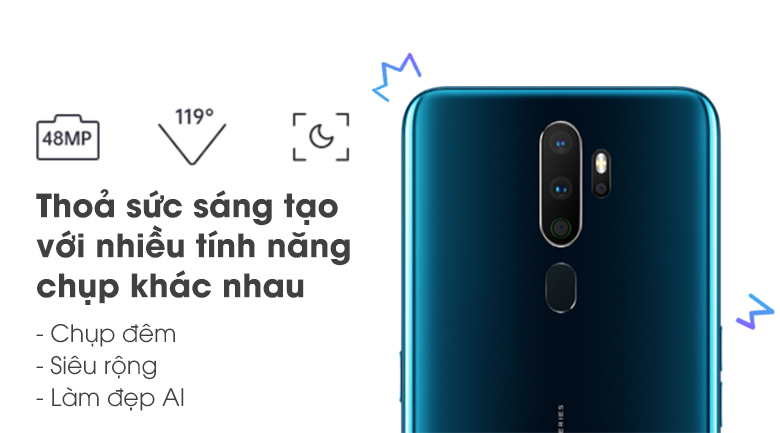 48MP
119°
Thoả sức sáng tạo
với nhiều tính năng
chụp khác nhau
- Chụp đêm
- Siêu rộng
- Làm đẹp AI
ERIES